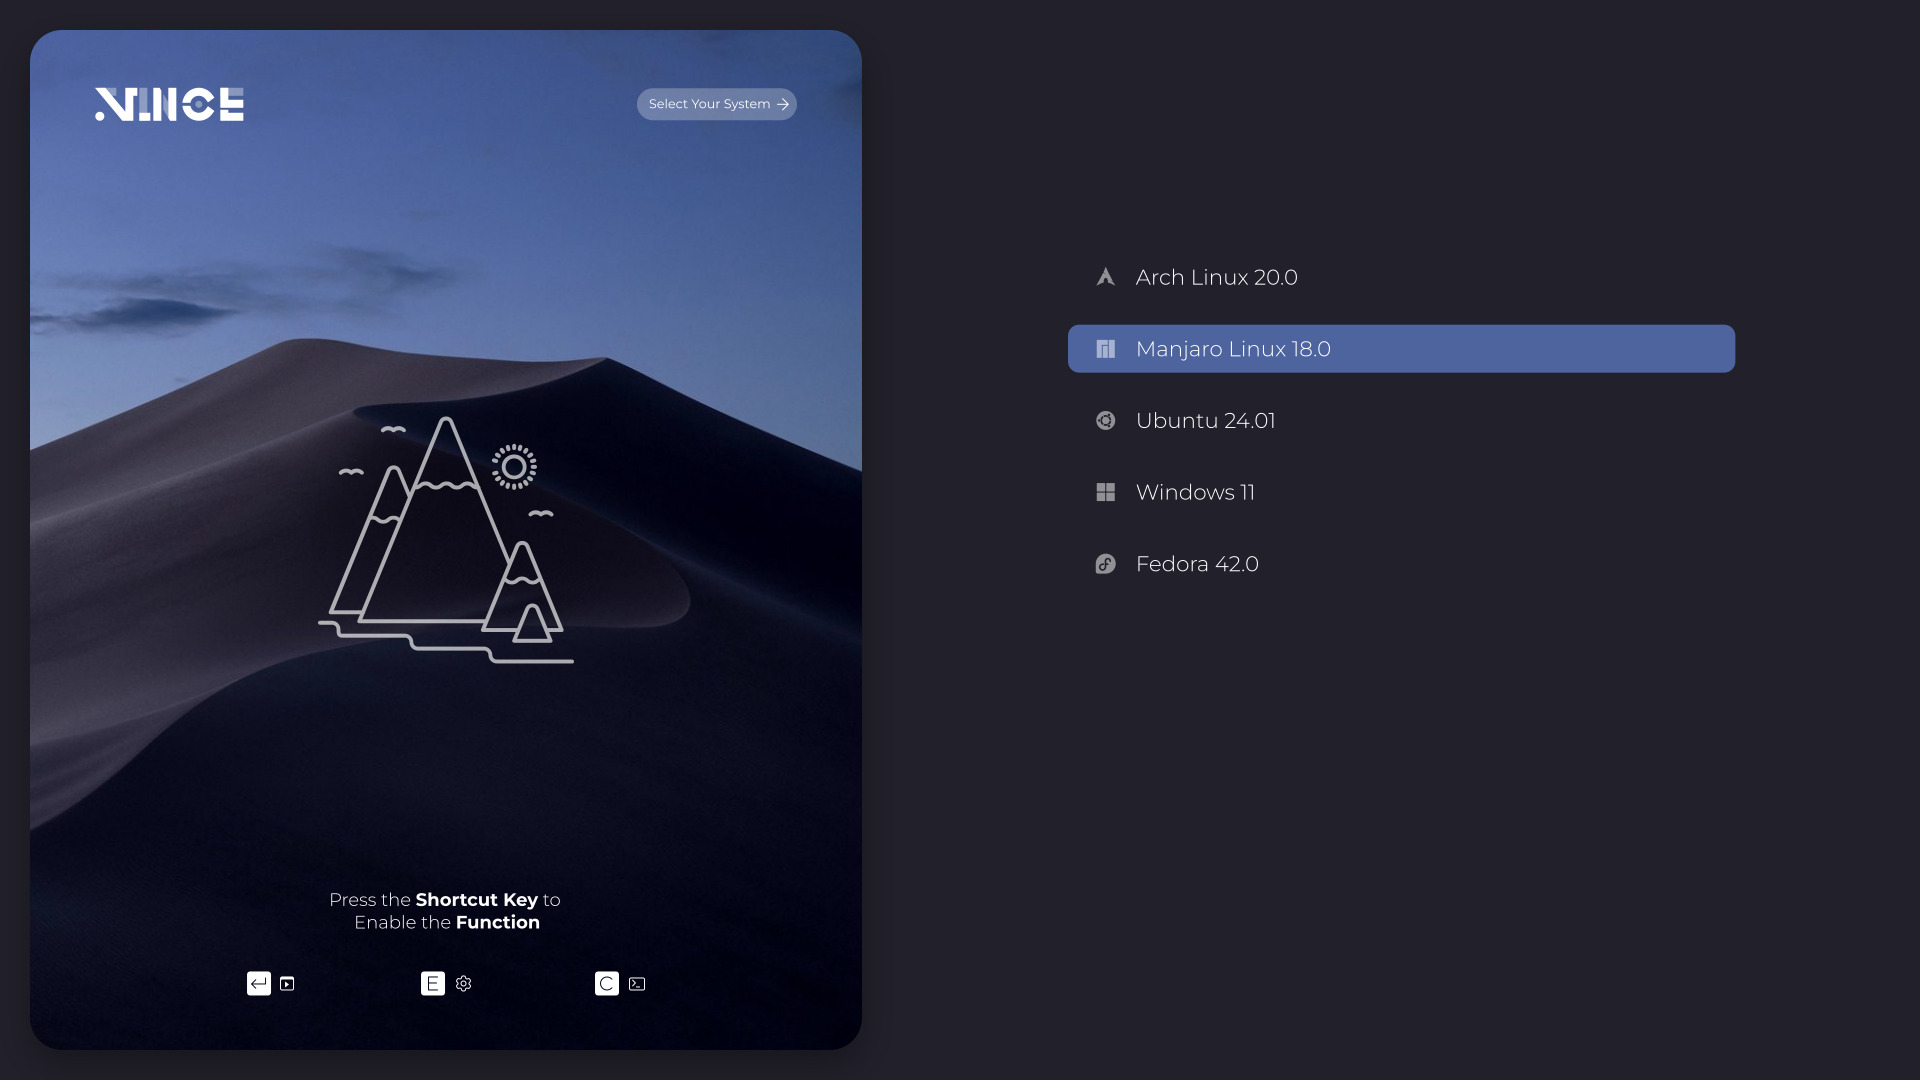 VINCE
Select Your System
Arch Linux 20.0
Manjaro Linux 18.0
Ubuntu 24.01
Windows 11
Fedora 42.0
Press the Shortcut Key to
Enable the Function
E
C